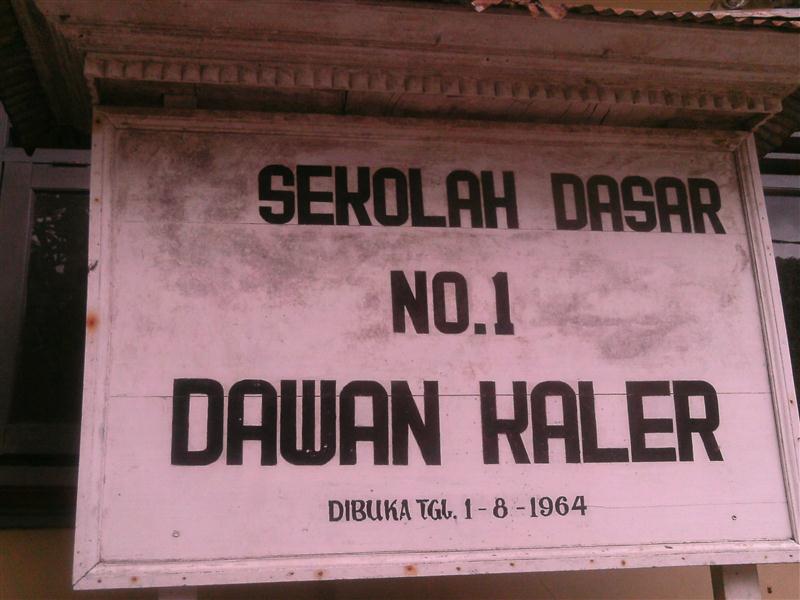 SEKOLAH DASAR
NO.1
DAWAN KALER
DIBUKA TGL. 1-8-1964